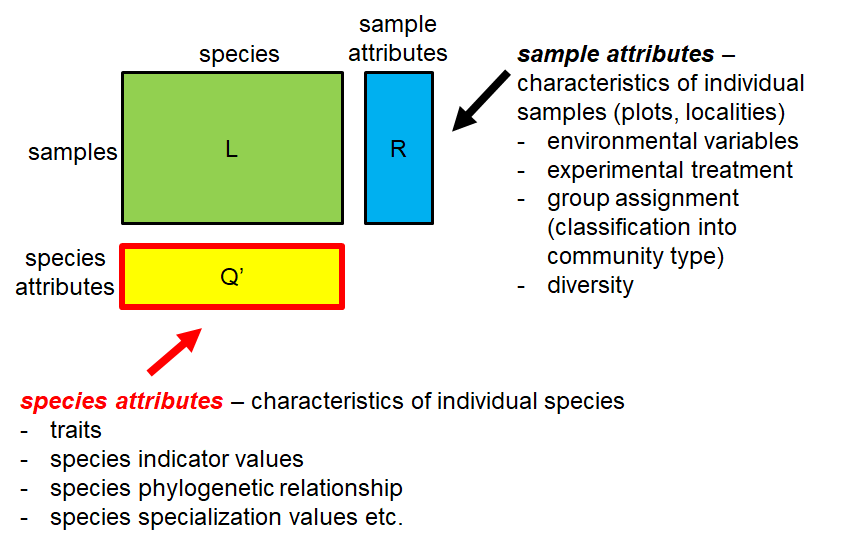 species
sample
attributes
samples
L
R
species
attributes
Q’
sample attributes –
characteristics of individual
samples (plots, localities)
- environmental variables
- experimental treatment
- group assignment
(classification into
community type)
- diversity
species attributes – characteristics of individual species
- traits
- species indicator values
- species phylogenetic relationship
- species specialization values etc.